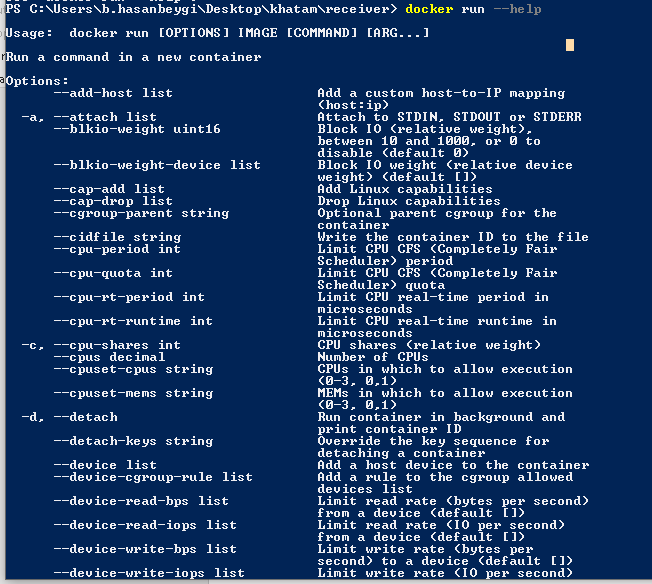 PS C:\Users\b.hasanbeygi\Desktop\khatam\receiver> docker run --help
Usage:  docker run [OPTIONS] IMAGE [COMMAND] [ARG...]
Run a command in a new container
Options:
--add-host list Add a custom host-to-IP mapping
(host:ip)
-a, --attach list Attach to STDIN, STDOUT or STDERR
--blkio-weight uint16 Block IO (relative weight),
between 10 and 1000, or 0 to
disable (default 0)
--blkio-weight-device list Block IO weight (relative device
weight) (default [])
--cap-add list Add Linux capabilities
--cap-drop list Drop Linux capabilities
--cgroup-parent string Optional parent cgroup for the
container
--cidfile string Write the container ID to the file
--cpu-period int Limit CPU CFS (Completely Fair
Scheduler) period
--cpu-quota int Limit CPU CFS (Completely Fair
Scheduler) quota
--cpu-rt-period int Limit CPU real-time period in
microseconds
--cpu-rt-runtime int Limit CPU real-time runtime in
microseconds
-c, --cpu-shares int CPU shares (relative weight)
--cpus decimal Number of CPUs
--cpuset-cpus string CPUs in which to allow execution
(0-3, 0,1)
--cpuset-mems string MEMs in which to allow execution
(0-3, 0,1)
-d, --detach Run container in background and
print container ID
--detach-keys string Override the key sequence for
detaching a container
--device list Add a host device to the container
--device-cgroup-rule list Add a rule to the cgroup allowed
devices list
--device-read-bps list Limit read rate (bytes per second)
from a device (default [])
--device-read-iops list Limit read rate (IO per second)
from a device (default [])
--device-write-bps list Limit write rate (bytes per
second) to a device (default [])
--device-write-iops list Limit write rate (IO per second)